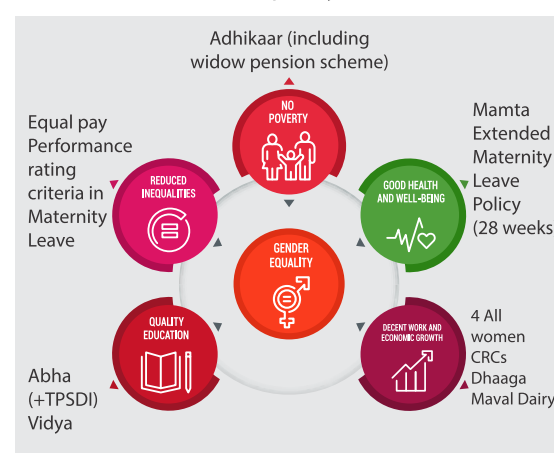 Adhikaar (including
widow pension scheme)
NO
POVERTY
Equal pay
Performance
rating
criteria in
Maternity
Leave
REDUCED
INEQUALITIES
Mamta
Extended
Maternity
Leave
Policy
(28 weeks
GOOD HEALTH
AND WELL-BEING
GENDER
EQUALITY
QUALITY
EDUCATION
Abha
(+TPSDI)
Vidya
DECENT WORK AND
ECONOMIC GROWTH
4 All
women
CRCs
Dhaaga
Maval Dairy